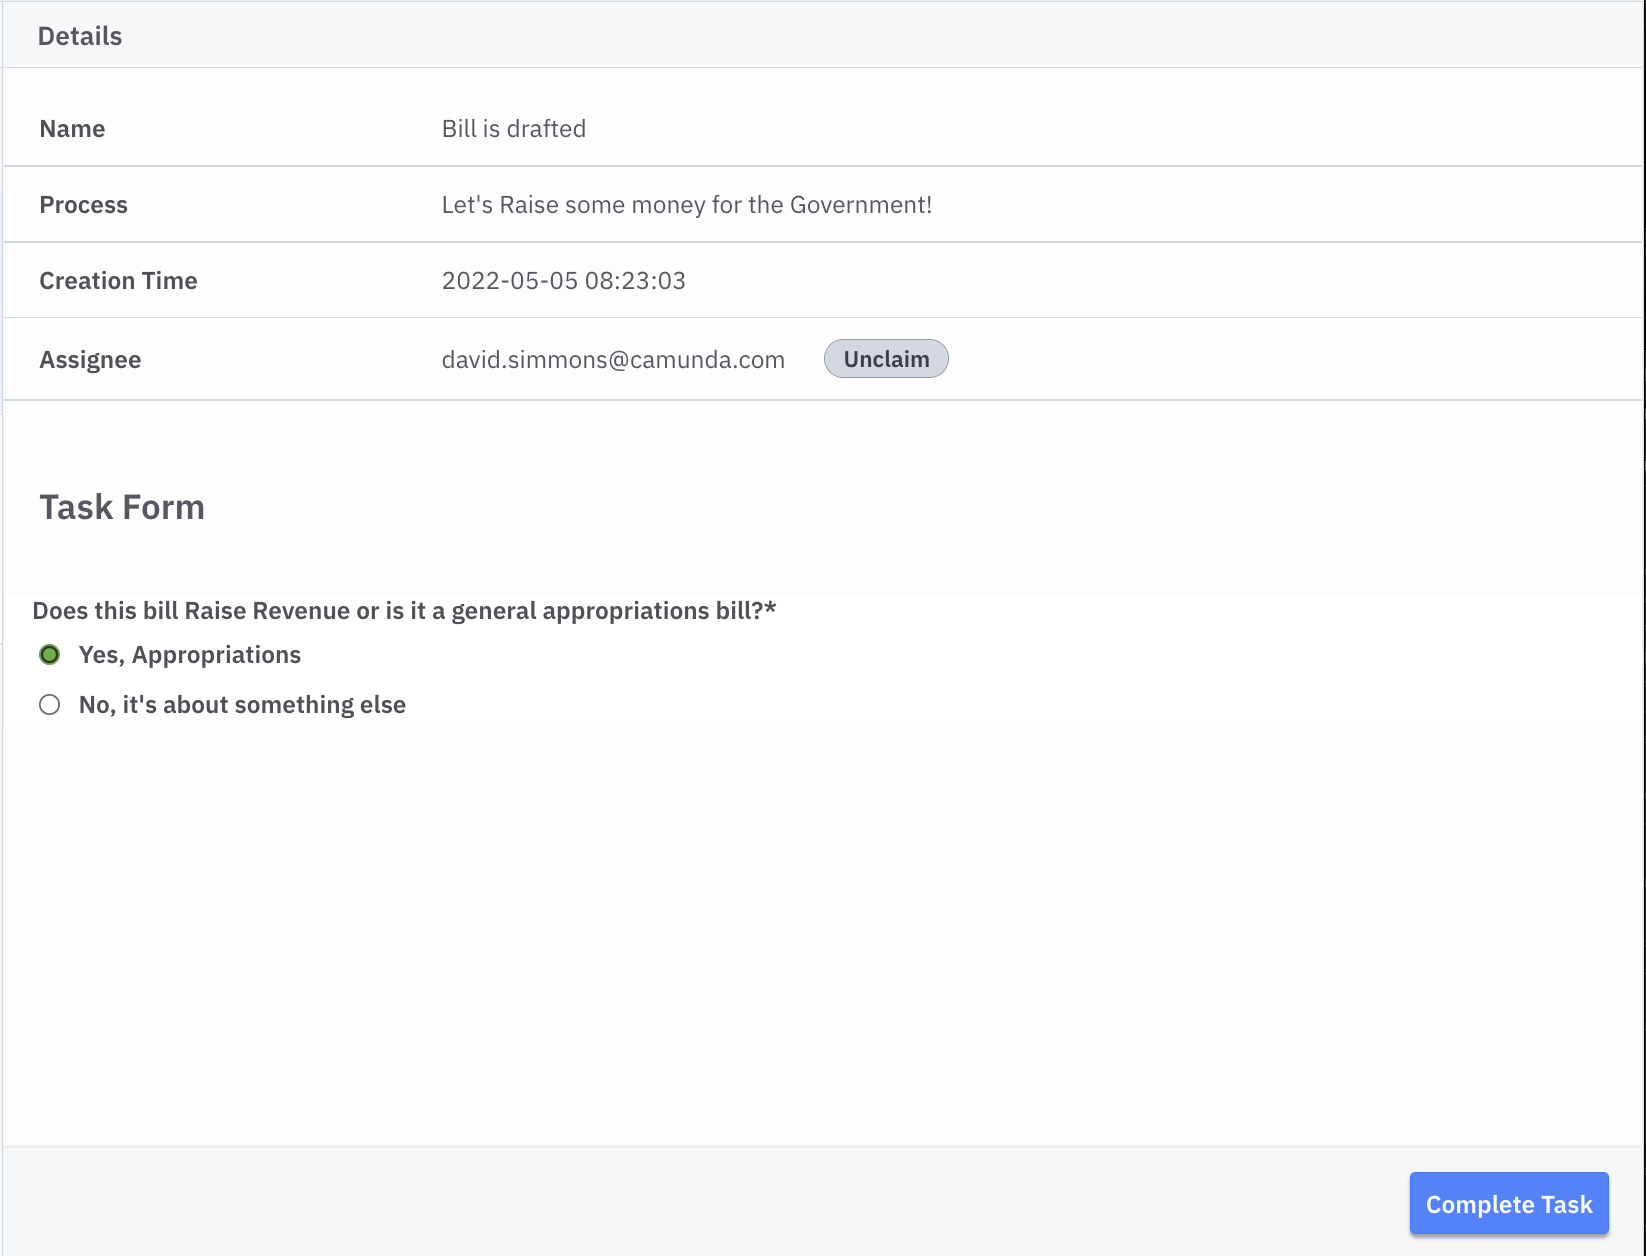 Details
Name Bill is drafted
Process Let's Raise some money for the Government!
Creation Time 2022-05-05 08:23:03
Assignee david.simmons@camunda.com Unclaim
Task Form
Does this bill Raise Revenue or is it a general appropriations bill?*
Yes, Appropriations
No, it's about something else
Complete Task